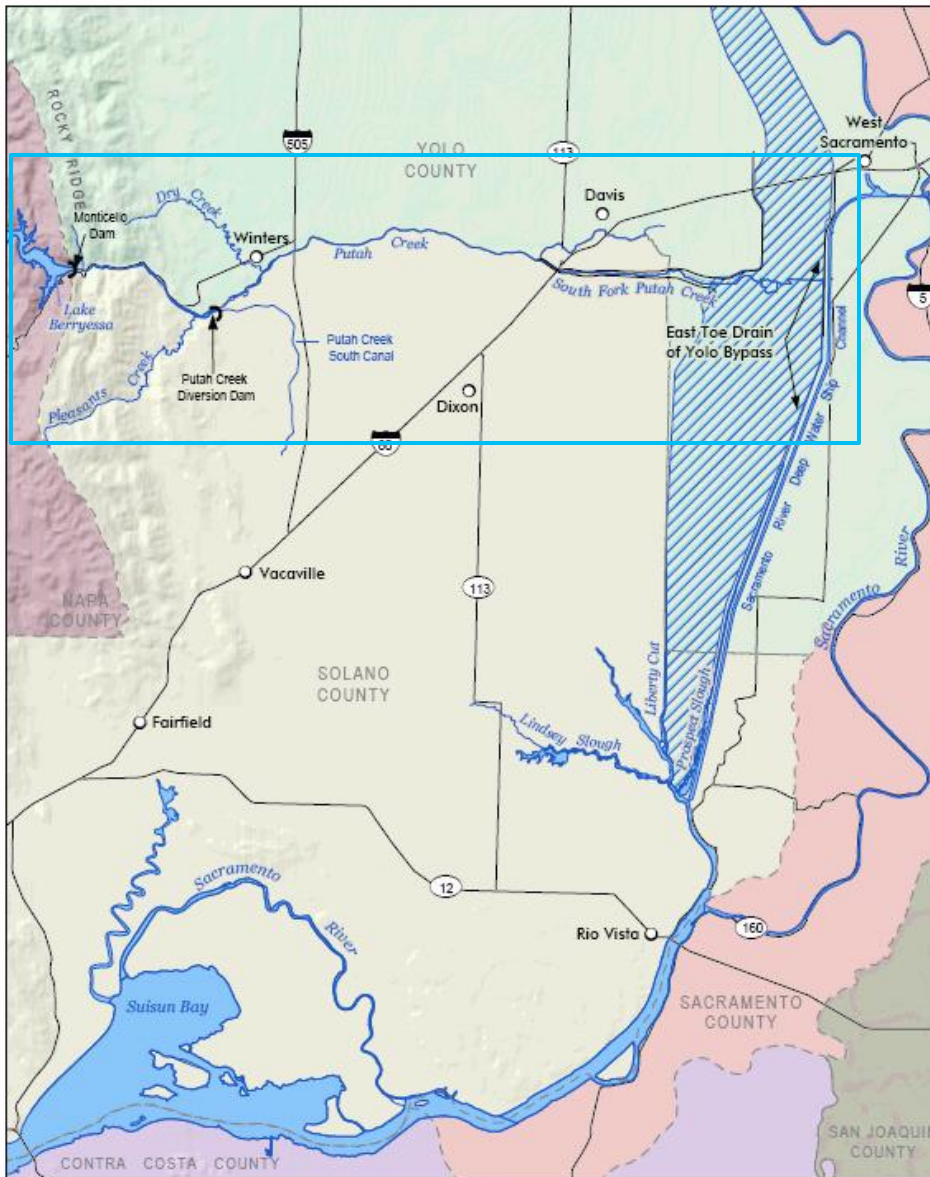 ROCKY RIDGE
505
YOLO
COUNTY
113
West
Sacramento
Davis
Monticello
Dam
Dry Creek
Winters
Putah Creek
South Fork Putah Creek
5
Lake
Berryessa
East Toe Drain
of Yolo Bypass
Putah Creek
South Canal
Pleasants Creek
Putah Creek
Diversion Dam
Dixon
80
Sacramento River Deep Water Ship Channel
Vacaville
113
Sacramento River
NAPA
COUNTY
SOLANO
COUNTY
Liberty Cut
Prospect Slough
Fairfield
Lindsey Slough
12
Sacramento River
Rio Vista
160
Suisun Bay
SACRAMENTO
COUNTY
SAN JOAQUIN
COUNTY
CONTRA COSTA COUNTY